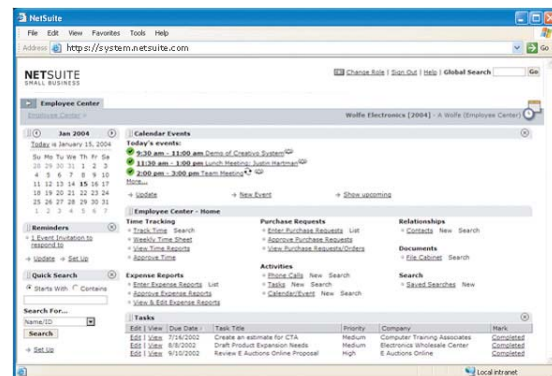 NetSuite
File Edit View Favorites Tools Help
Address https://system.netsuite.com Go
NETSUITE
SMALL BUSINESS
Change Role | Sign Out | Help | Global Search Go
Employee Center
Employee Center »
Wolfe Electronics [2004] - A Wolfe (Employee Center)
Jan 2004
Today is January 15, 2004
Su Mo Tu We Th Fr Sa
28 29 30 31 1 2 3
4 5 6 7 8 9 10
11 12 13 14 15 16 17
18 19 20 21 22 23 24
25 26 27 28 29 30 31
1 2 3 4 5 6 7
Reminders
1 Event Invitation to
respond to
Update Set Up
Quick Search
Starts With Contains
Search For...
Name/ID
Search
Set Up
Calendar Events
Today's events:
9:30 am - 11:00 am Demo of Creativo System
11:30 am - 1:00 pm Lunch Meeting: Justin Hartman
2:00 pm - 3:00 pm Team Meeting
More...
Update New Event Show upcoming
Employee Center - Home
Time Tracking
Track Time Search
Weekly Time Sheet
View Time Reports
Approve Time
Expense Reports
Enter Expense Reports List
Approve Expense Reports
View & Edit Expense Reports
Purchase Requests
Enter Purchase Requests List
Approve Purchase Requests
View Purchase Requests/Orders
Activities
Phone Calls New Search
Tasks New Search
Calendar/Event New Search
Relationships
Contacts New Search
Documents
File Cabinet Search
Search
Saved Searches New
Tasks
Edit | View Due Date Task Title Priority Company Mark
Edit | View 7/16/2002 Create an estimate for CTA Medium Computer Training Associates Completed
Edit | View 8/8/2002 Draft Product Expansion Needs Medium Electronics Wholesale Center Completed
Edit | View 9/10/2002 Review E Auctions Online Proposal High E Auctions Online Completed
Local intranet